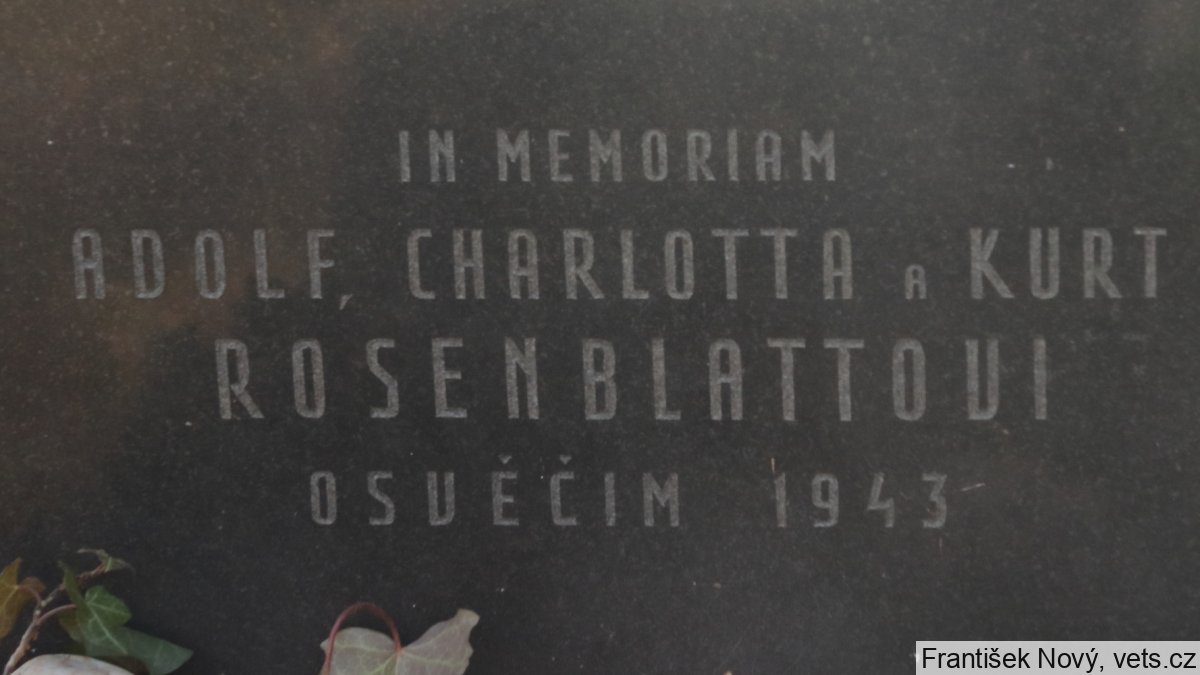 IN MEMORIAM
ADOLF, CHARLOTTA A KURT
ROSENBLATTOVI
OSVĚČIM 1943
František Nový, vets.cz